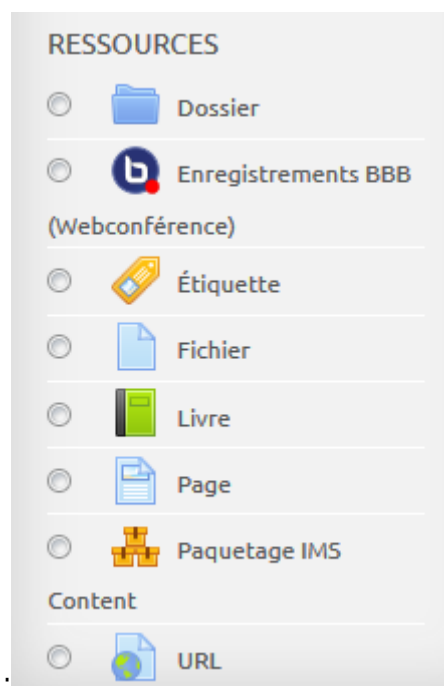 RESSOURCES
Dossier
Enregistrements BBB
(Webconférence)
Étiquette
Fichier
Livre
Page
Paquetage IMS
Content
URL
.